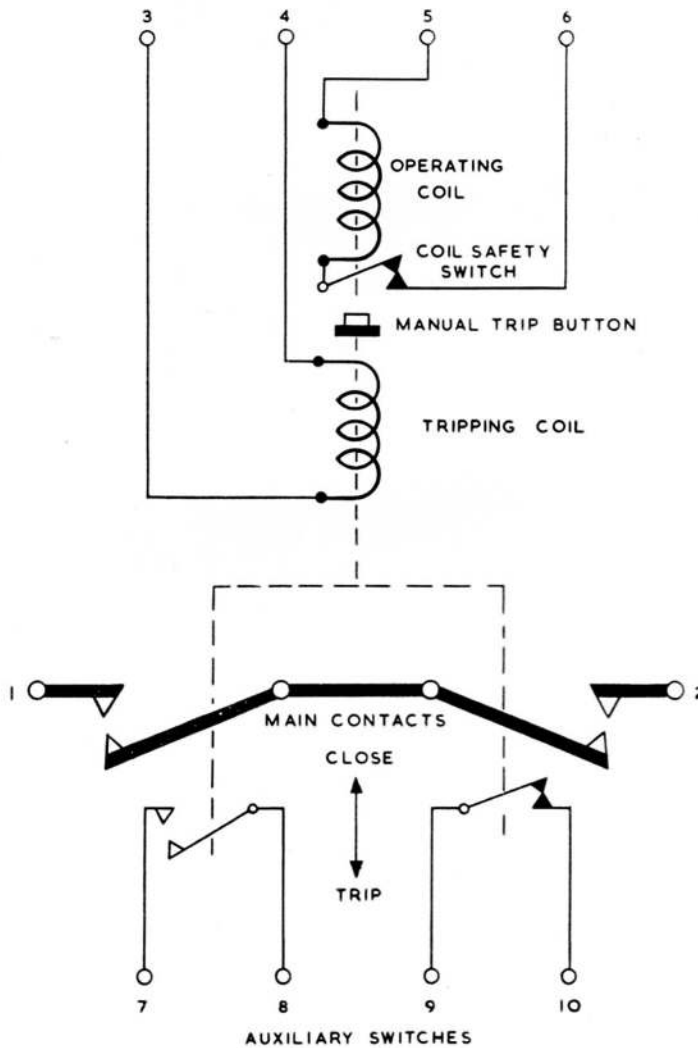 3 4 5 6
OPERATING
COIL
COIL SAFETY
SWITCH
MANUAL TRIP BUTTON
TRIPPING COIL
1 2
MAIN CONTACTS
CLOSE
TRIP
7 8 9 10
AUXILIARY SWITCHES